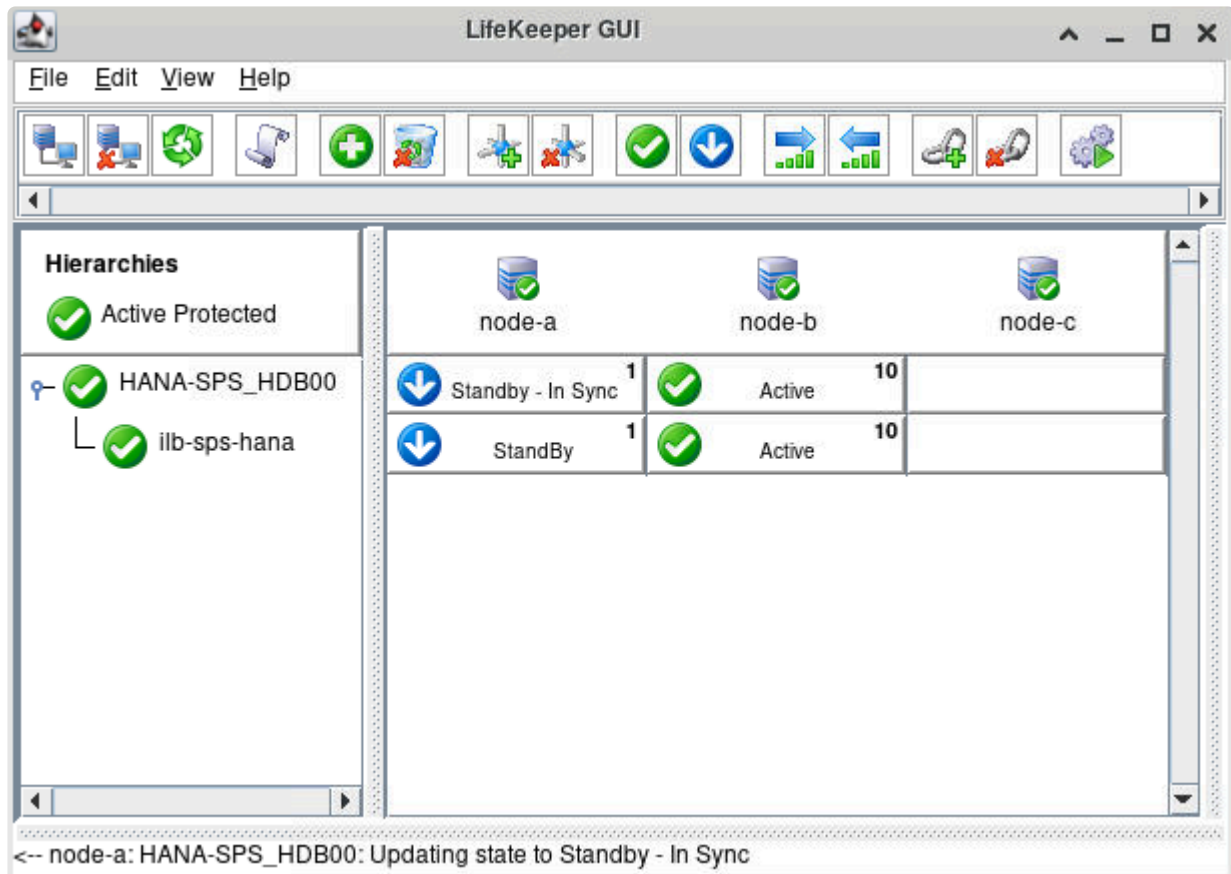 LifeKeeper GUI
File Edit View Help
Hierarchies
Active Protected
node-a node-b node-c
HANA-SPS_HDB00 Standby - In Sync 1 Active 10
ilb-sps-hana StandBy 1 Active 10
<-- node-a: HANA-SPS_HDB00: Updating state to Standby - In Sync